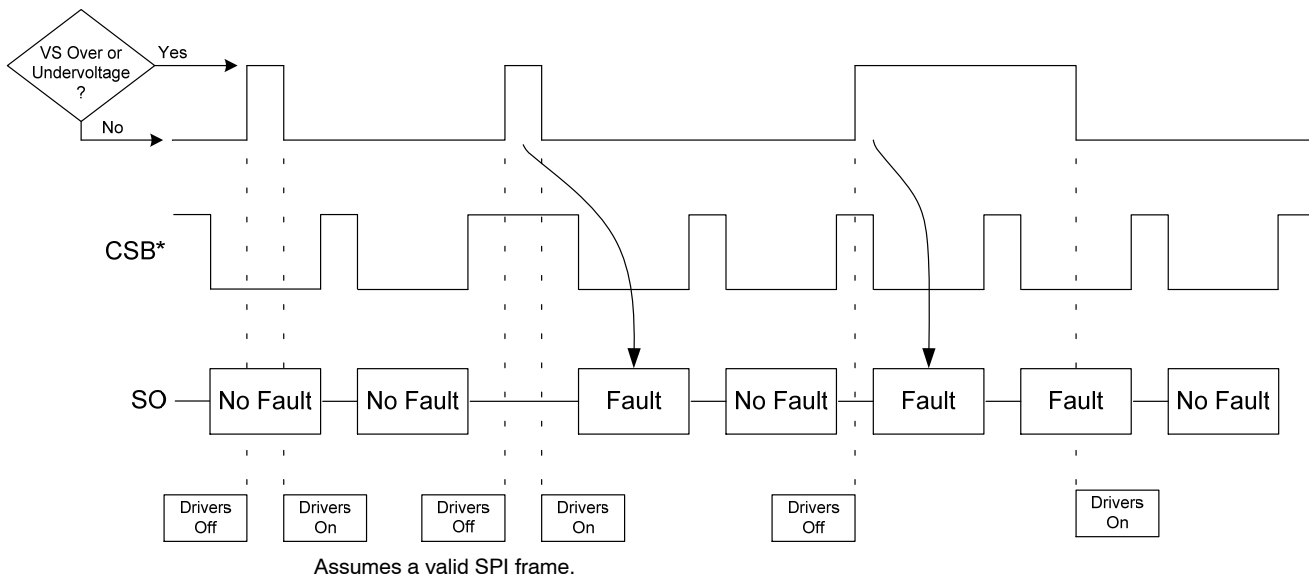 VS Over or
Undervoltage
?
Yes
No
CSB*
SO
No Fault
No Fault
Fault
No Fault
Fault
Fault
No Fault
Drivers
Off
Drivers
On
Drivers
Off
Drivers
On
Drivers
Off
Drivers
On
Assumes a valid SPI frame.